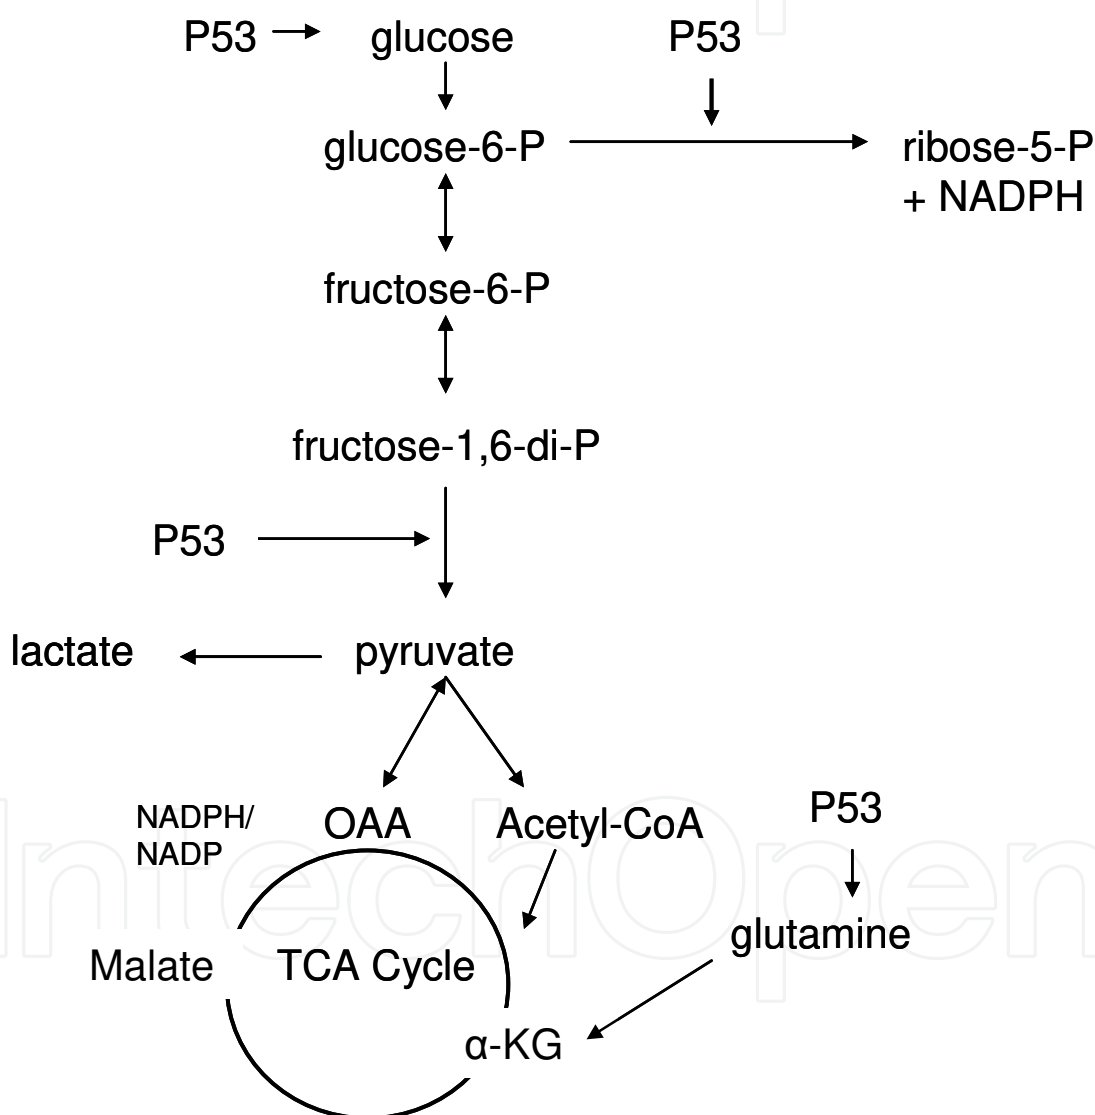 P53
glucose
P53
glucose-6-P
ribose-5-P
+ NADPH
fructose-6-P
fructose-1,6-di-P
P53
lactate
pyruvate
NADPH/
NADP
OAA
Acetyl-CoA
P53
glutamine
Malate
TCA Cycle
α-KG
IntechOpen